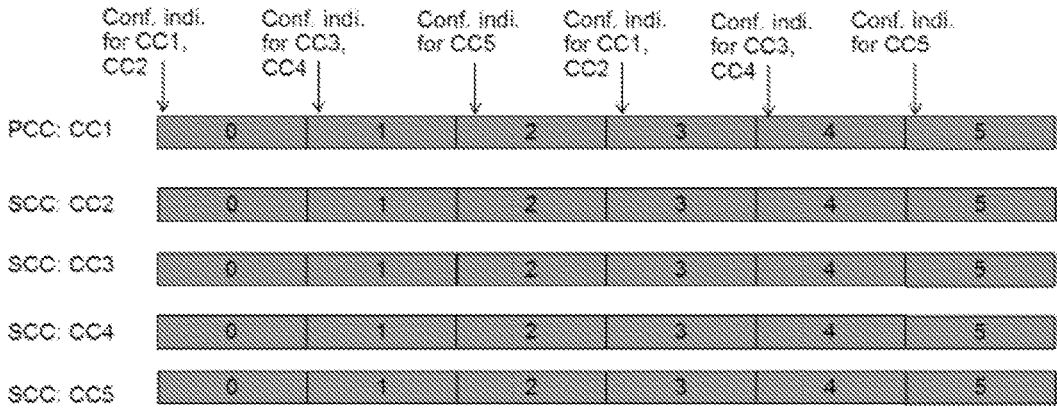 Conf. indi.
for CC1,
CC2
Conf. indi.
for CC3,
CC4
Conf. indi.
for CC5
Conf. indi.
for CC1,
CC2
Conf. indi.
for CC3,
CC4
Conf. indi.
for CC5
PCC: CC1 0 1 2 3 4 5
SCC: CC2 0 1 2 3 4 5
SCC: CC3 0 1 2 3 4 5
SCC: CC4 0 1 2 3 4 5
SCC: CC5 0 1 2 3 4 5